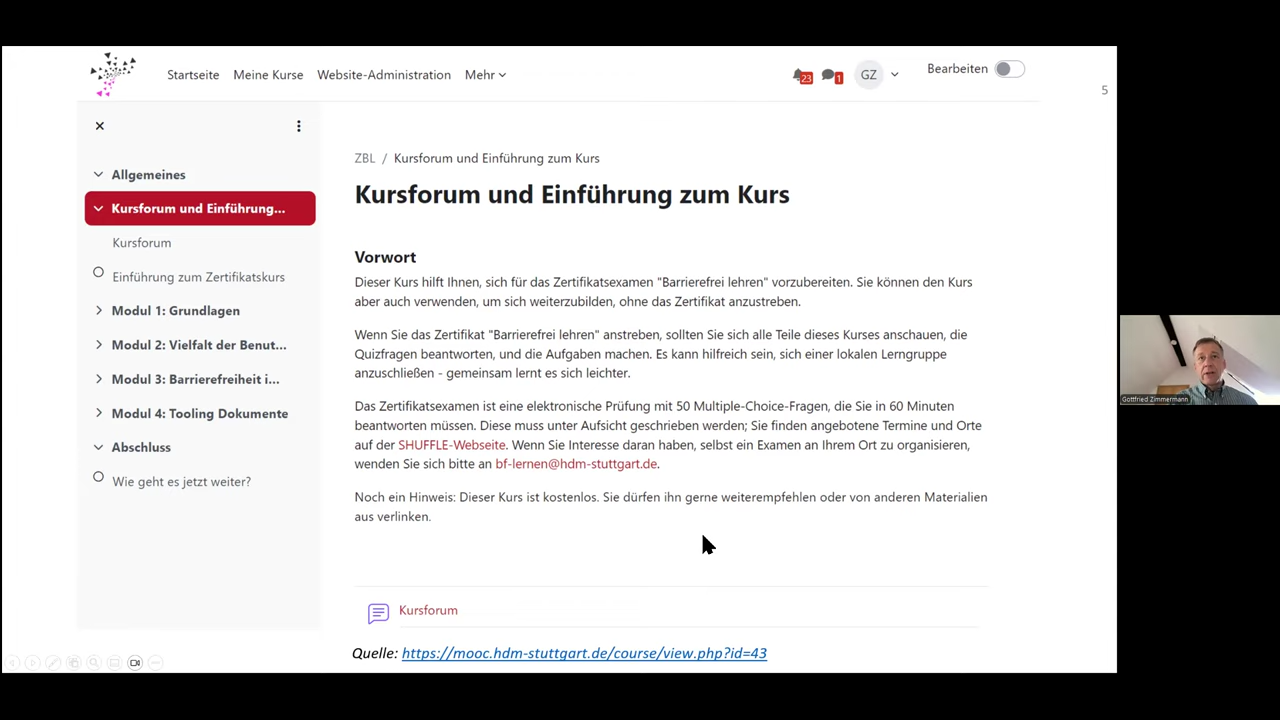 Startseite Meine Kurse Website-Administration Mehr
23 1 GZ Bearbeiten
5
Allgemeines
Kursforum und Einführung...
Kursforum
Einführung zum Zertifikatskurs
Modul 1: Grundlagen
Modul 2: Vielfalt der Benut...
Modul 3: Barrierefreiheit i...
Modul 4: Tooling Dokumente
Abschluss
Wie geht es jetzt weiter?
ZBL / Kursforum und Einführung zum Kurs
Kursforum und Einführung zum Kurs
Vorwort
Dieser Kurs hilft Ihnen, sich für das Zertifikatsexamen "Barrierefrei lehren" vorzubereiten. Sie können den Kurs
aber auch verwenden, um sich weiterzubilden, ohne das Zertifikat anzustreben.
Wenn Sie das Zertifikat "Barrierefrei lehren" anstreben, sollten Sie sich alle Teile dieses Kurses anschauen, die
Quizfragen beantworten, und die Aufgaben machen. Es kann hilfreich sein, sich einer lokalen Lerngruppe
anzuschließen - gemeinsam lernt es sich leichter.
Das Zertifikatsexamen ist eine elektronische Prüfung mit 50 Multiple-Choice-Fragen, die Sie in 60 Minuten
beantworten müssen. Diese muss unter Aufsicht geschrieben werden; Sie finden angebotene Termine und Orte
auf der SHUFFLE-Webseite. Wenn Sie Interesse daran haben, selbst ein Examen an Ihrem Ort zu organisieren,
wenden Sie sich bitte an bf-lernen@hdm-stuttgart.de.
Noch ein Hinweis: Dieser Kurs ist kostenlos. Sie dürfen ihn gerne weiterempfehlen oder von anderen Materialien
aus verlinken.
Kursforum
Quelle: https://mooc.hdm-stuttgart.de/course/view.php?id=43
Gottfried Zimmermann